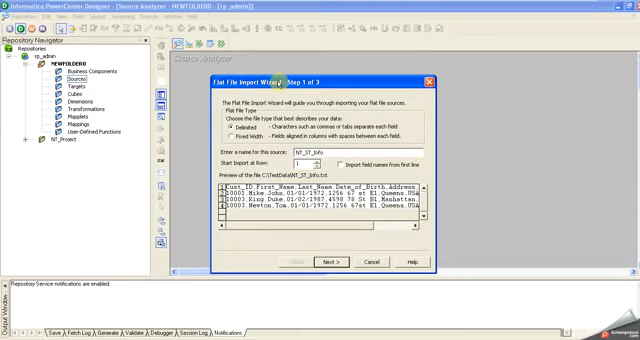 Informatica PowerCenter Designer - [Source Analyzer - NEWFOLDER0 - [rp_admin]]
Repository Edit View Tools Layout Versioning Sources Window Help
Repository Navigator
Source Analyzer
Repositories
rp_admin
NEWFOLDER0
Business Components
Sources
Targets
Cubes
Dimensions
Transformations
Mapplets
Mappings
User-Defined Functions
NT_Project
Flat File Import Wizard - Step 1 of 3
The Flat File Import Wizard will guide you through importing your flat file sources.
Flat File Type
Choose the file type that best describes your data:
Delimited - Characters such as commas or tabs separate each field
Fixed Width - Fields aligned in columns with spaces between each field.
Enter a name for this source: NT_ST_Info
Start Import at Row: 1 Import field names from first line
Preview of the file C:\TestData\NT_ST_Info.txt
1 Cust_ID,First_Name,Last_Name,Date_of_Birth,Address,
2 10001,Mike,John,01/01/1972,1256 67 st E1,Queens,USA
3 10003,King,Duke,01/02/1987,4598 78 St B1,Manhattan,
4 10003,Newton,Tom,01/01/1972,1256 67st E1,Queens,USA
< Back Next > Cancel Help
Repository Service notifications are enabled.
Output Window
Save Fetch Log Generate Validate Debugger Session Log Notifications
Screenpresso